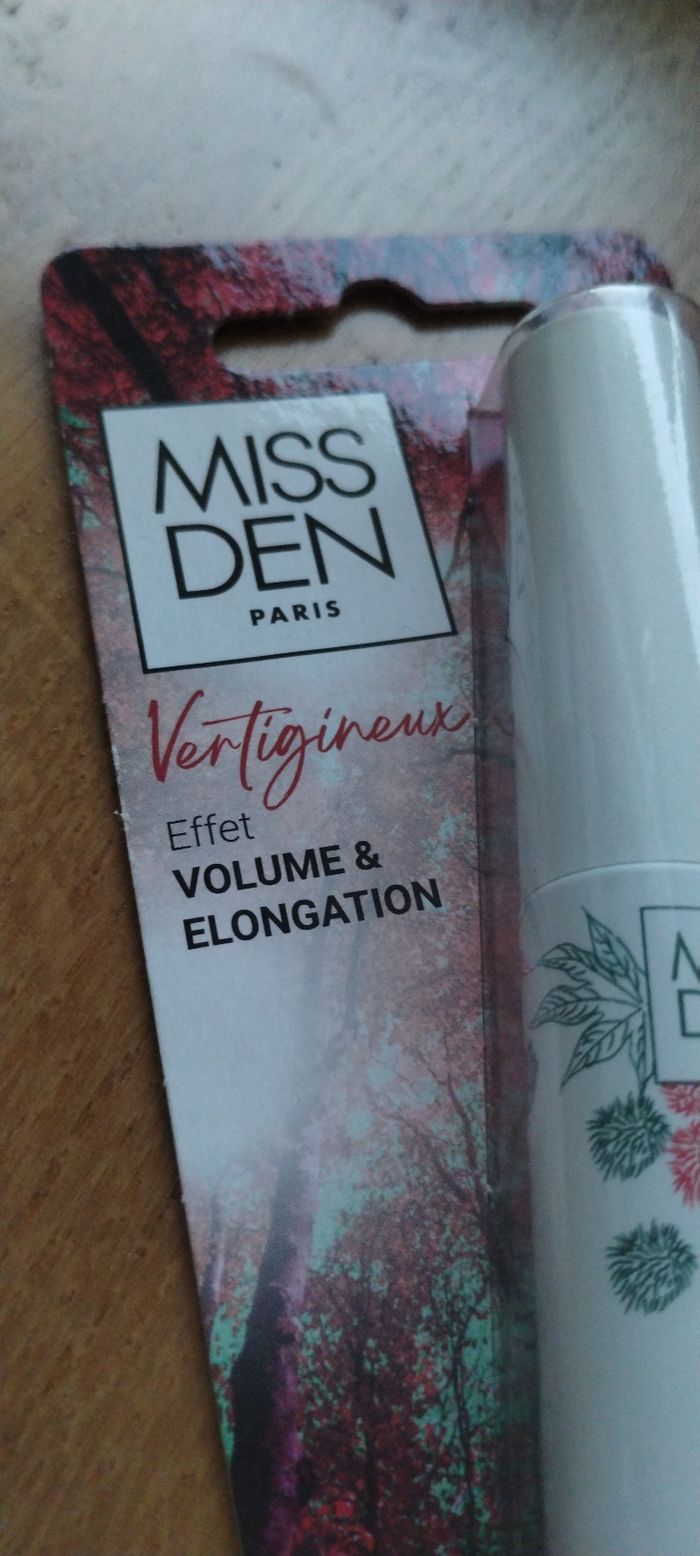 MISS
DEN
PARIS
Vertigineux
Effet
VOLUME &
ELONGATION